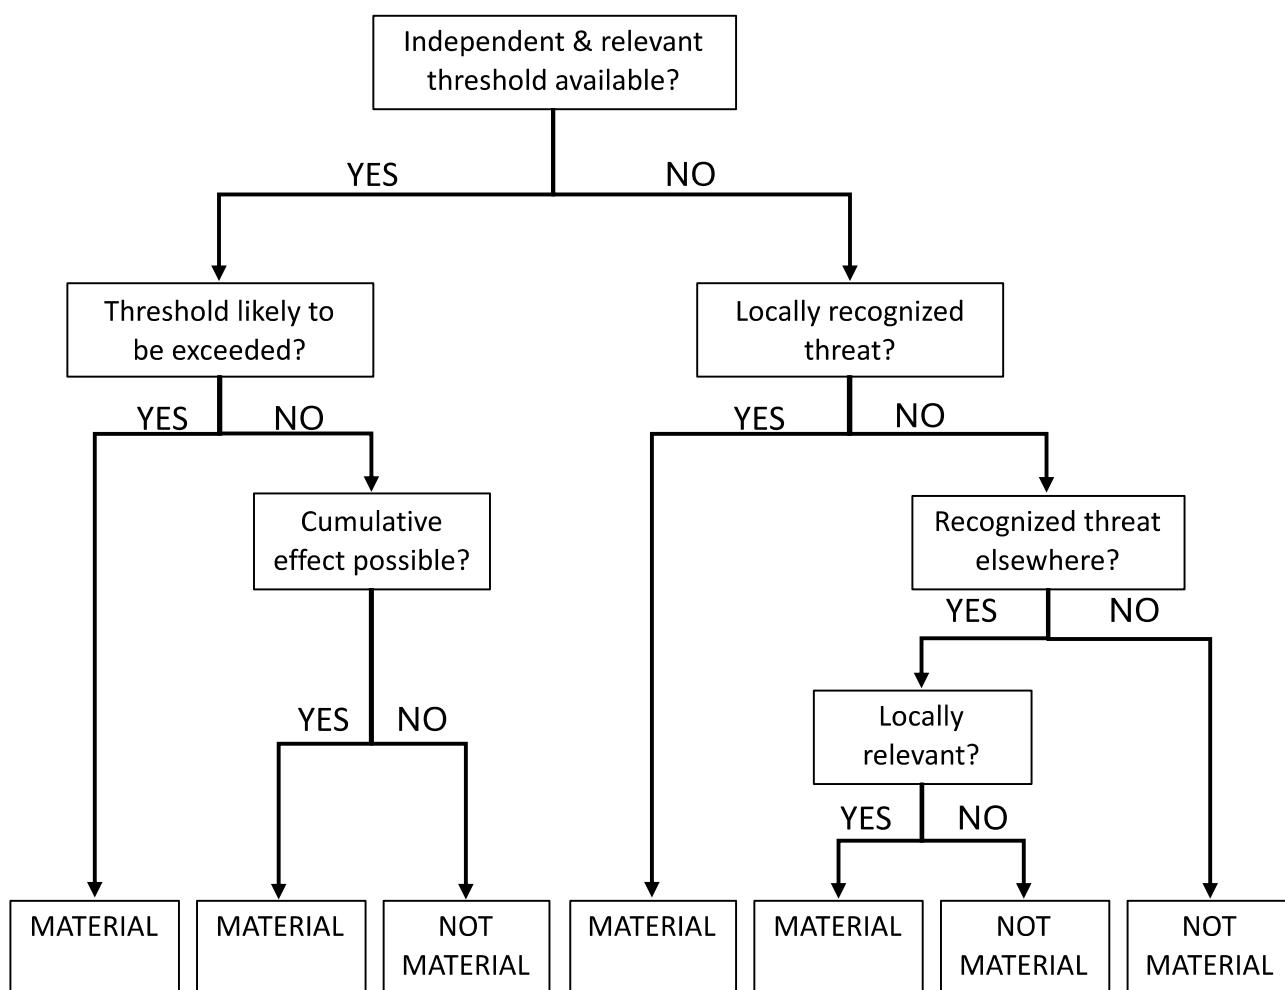 Independent & relevant
threshold available?
YES
NO
Threshold likely to
be exceeded?
Locally recognized
threat?
YES
NO
YES
NO
Cumulative
effect possible?
Recognized threat
elsewhere?
YES
NO
YES
NO
Locally
relevant?
YES
NO
MATERIAL
MATERIAL
NOT
MATERIAL
MATERIAL
MATERIAL
NOT
MATERIAL
NOT
MATERIAL